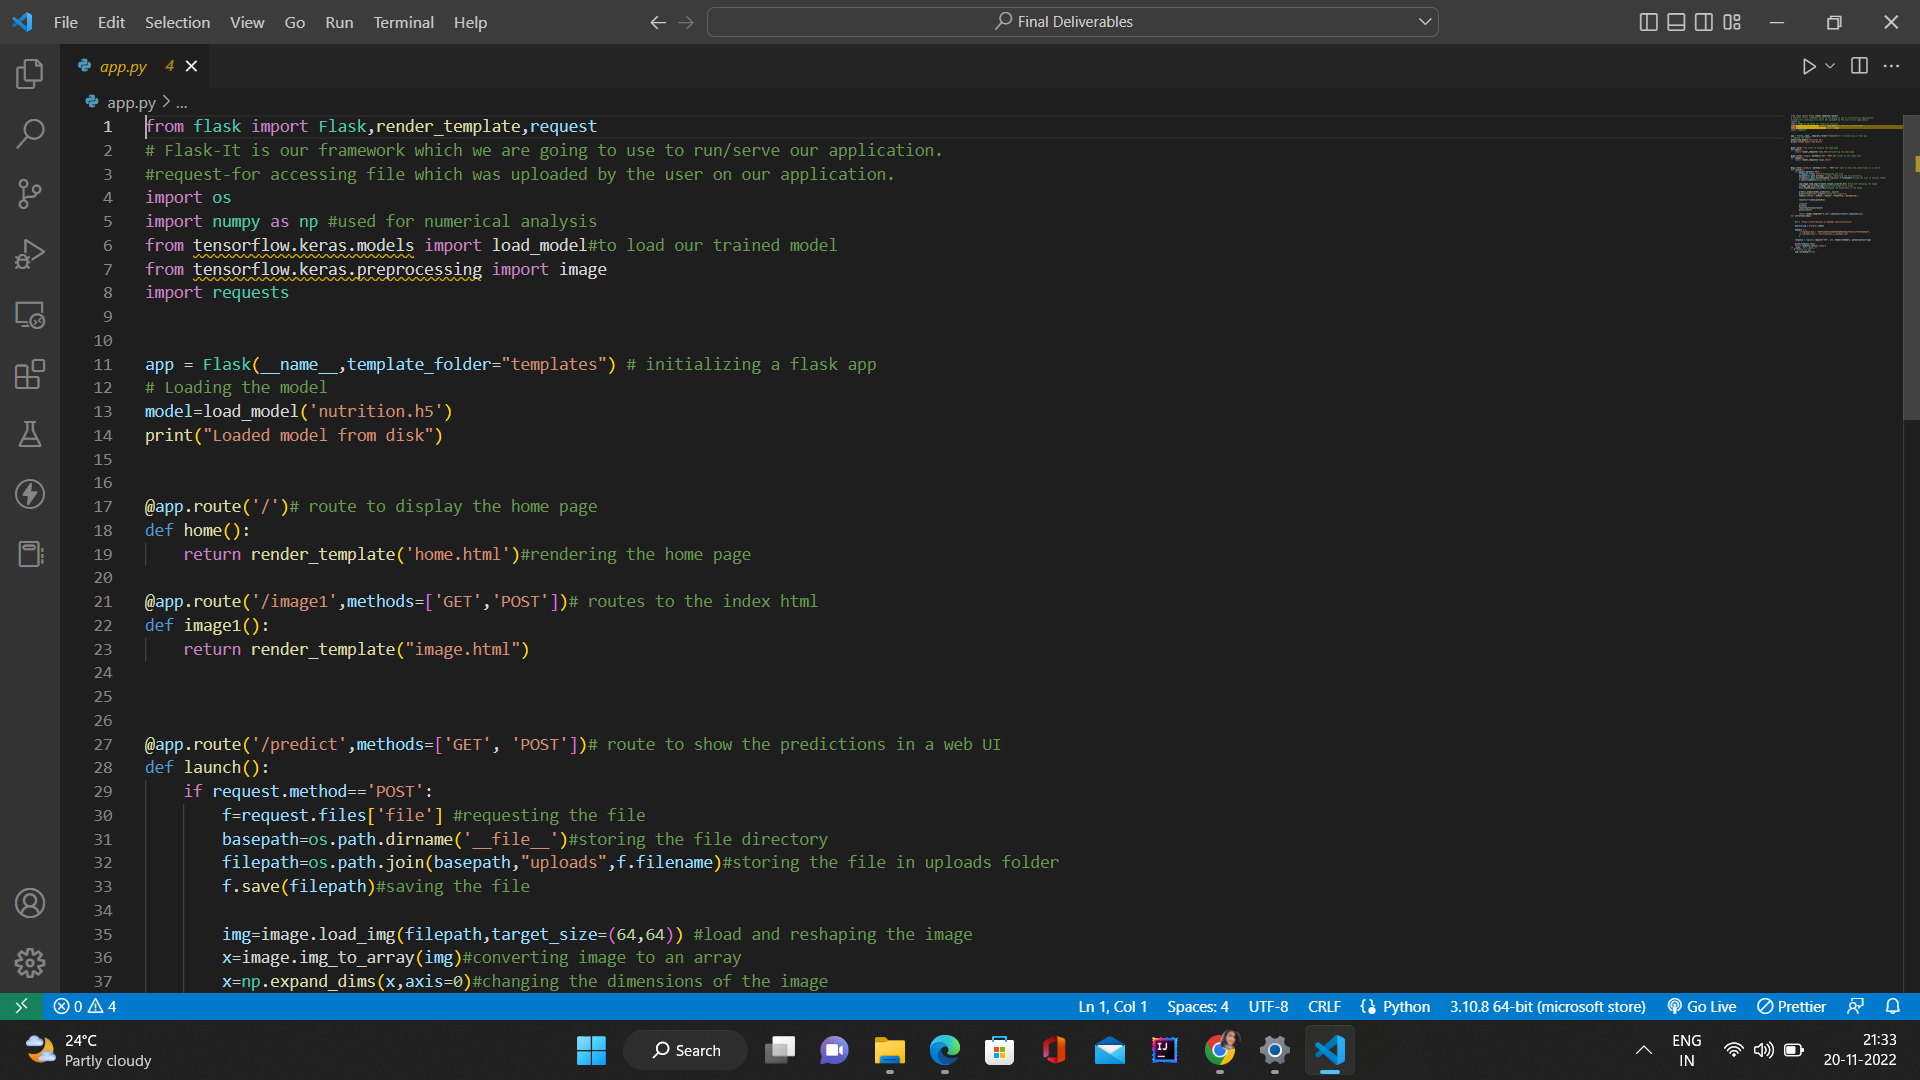 File Edit Selection View Go Run Terminal Help
Final Deliverables
app.py 4
app.py > ...
1 from flask import Flask,render_template,request
2 # Flask-It is our framework which we are going to use to run/serve our application.
3 #request-for accessing file which was uploaded by the user on our application.
4 import os
5 import numpy as np #used for numerical analysis
6 from tensorflow.keras.models import load_model#to load our trained model
7 from tensorflow.keras.preprocessing import image
8 import requests
9
10
11 app = Flask(__name__,template_folder="templates") # initializing a flask app
12 # Loading the model
13 model=load_model('nutrition.h5')
14 print("Loaded model from disk")
15
16
17 @app.route('/')# route to display the home page
18 def home():
19     return render_template('home.html')#rendering the home page
20
21 @app.route('/image1',methods=['GET','POST'])# routes to the index html
22 def image1():
23     return render_template("image.html")
24
25
26
27 @app.route('/predict',methods=['GET', 'POST'])# route to show the predictions in a web UI
28 def launch():
29     if request.method=='POST':
30         f=request.files['file'] #requesting the file
31         basepath=os.path.dirname('__file__')#storing the file directory
32         filepath=os.path.join(basepath,"uploads",f.filename)#storing the file in uploads folder
33         f.save(filepath)#saving the file
34
35         img=image.load_img(filepath,target_size=(64,64)) #load and reshaping the image
36         x=image.img_to_array(img)#converting image to an array
37         x=np.expand_dims(x,axis=0)#changing the dimensions of the image
0 4 Ln 1, Col 1 Spaces: 4 UTF-8 CRLF Python 3.10.8 64-bit (microsoft store) Go Live Prettier
24°C
Partly cloudy
Search
ENG
IN
21:33
20-11-2022